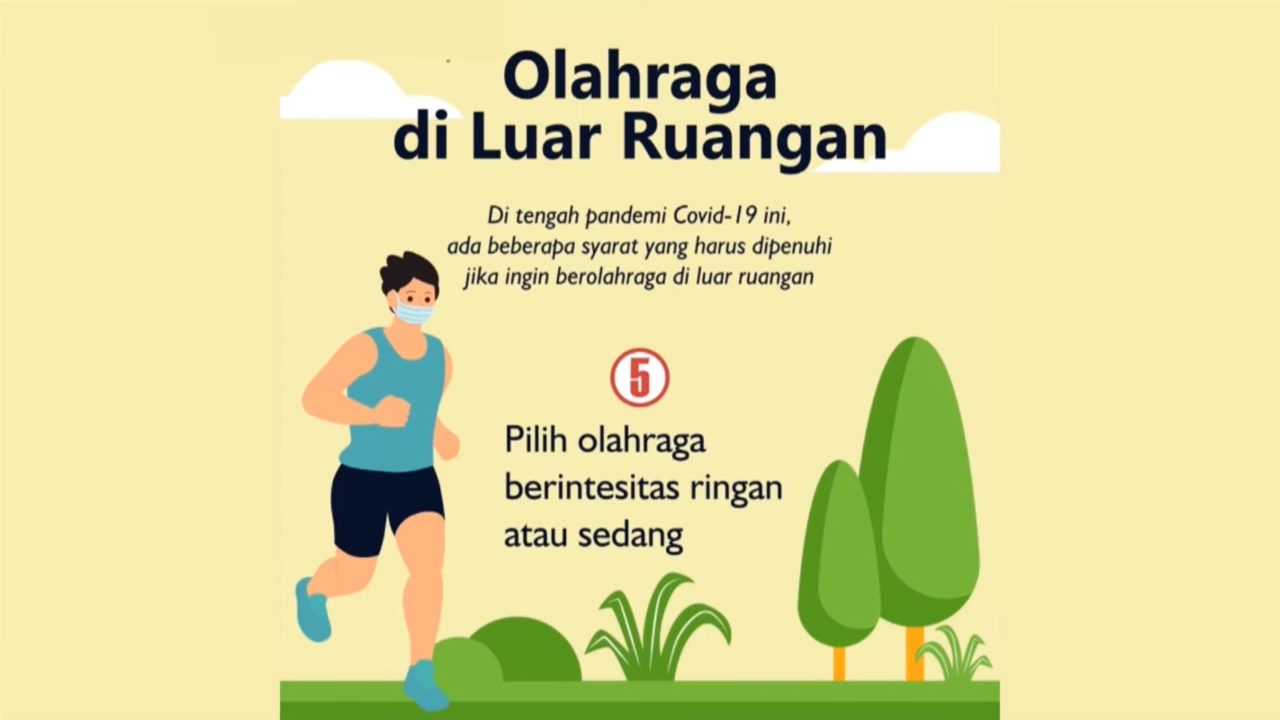 Olahraga
di Luar Ruangan
Di tengah pandemi Covid-19 ini,
ada beberapa syarat yang harus dipenuhi
jika ingin berolahraga di luar ruangan
5
Pilih olahraga
berintesitas ringan
atau sedang